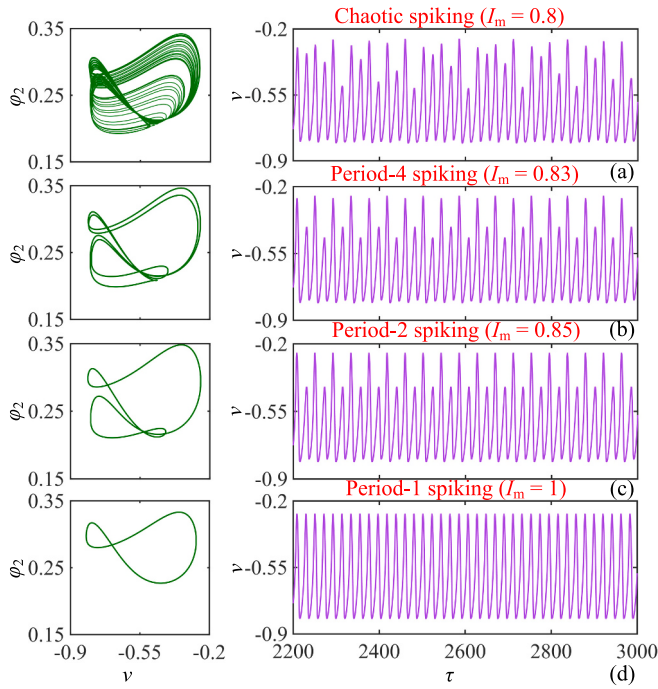 Chaotic spiking (Im = 0.8)
0.35
0.25
0.15
φ2
-0.2
-0.55
-0.9
v
(a)
Period-4 spiking (Im = 0.83)
0.35
0.25
0.15
φ2
-0.2
-0.55
-0.9
v
(b)
Period-2 spiking (Im = 0.85)
0.35
0.25
0.15
φ2
-0.2
-0.55
-0.9
v
(c)
Period-1 spiking (Im = 1)
0.35
0.25
0.15
φ2
-0.9 -0.55 -0.2
v
-0.2
-0.55
-0.9
v
2200 2400 2600 2800 3000
τ
(d)